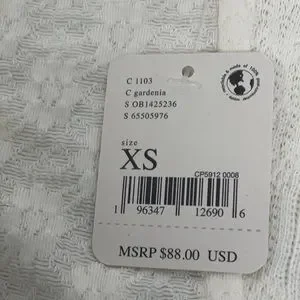 C 1103
C gardenia
S OB1425236
S 65505976
size
XS
CP5912 0008
1 96347 12690 6
MSRP $88.00 USD